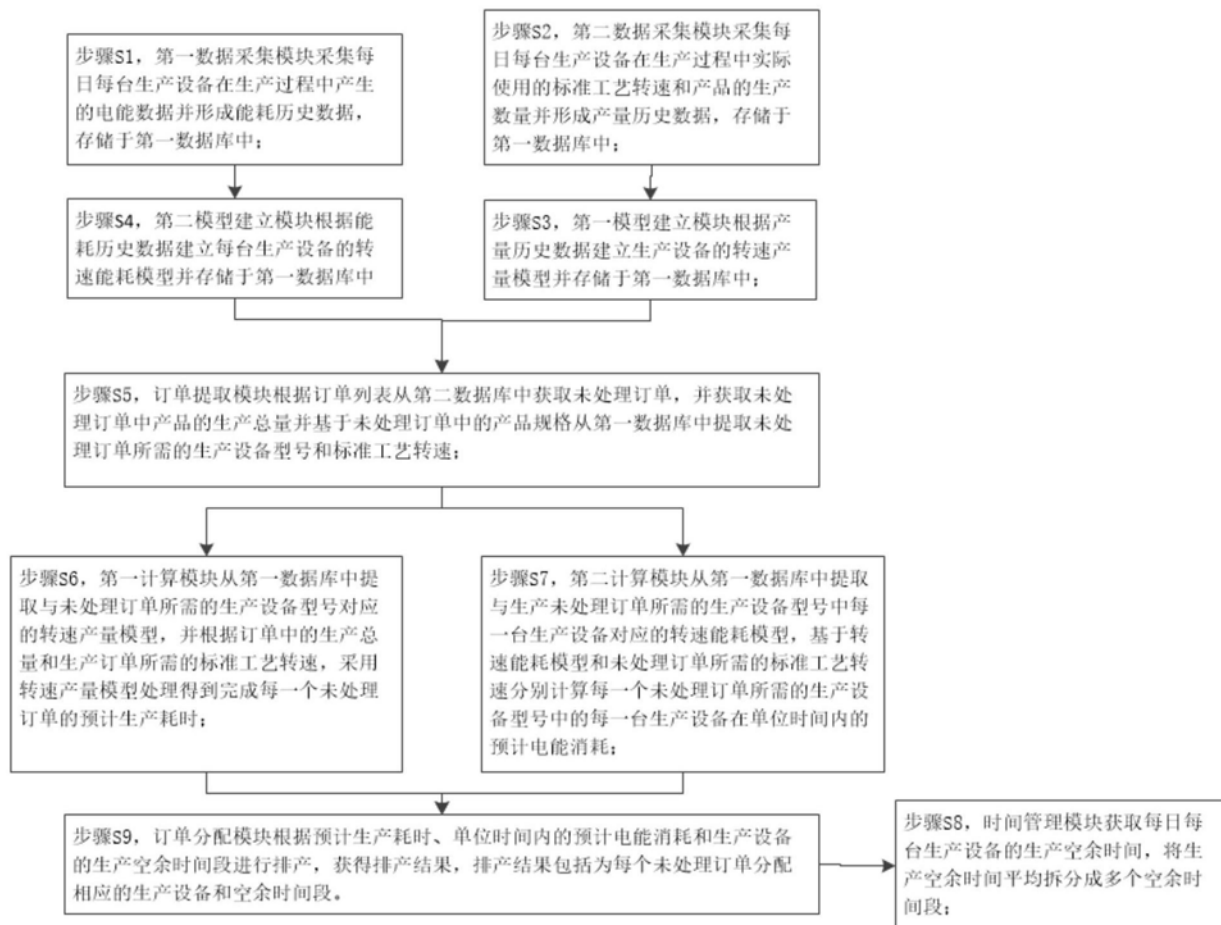 步骤S1，第一数据采集模块采集每
日每台生产设备在生产过程中产生
的电能数据并形成能耗历史数据，
存储于第一数据库中；
步骤S2，第二数据采集模块采集每
日每台生产设备在生产过程中实际
使用的标准工艺转速和产品的生产
数量并形成产量历史数据，存储于
第一数据库中；
步骤S4，第二模型建立模块根据能
耗历史数据建立每台生产设备的转
速能耗模型并存储于第一数据库中
步骤S3，第一模型建立模块根据产
量历史数据建立生产设备的转速产
量模型并存储于第一数据库中；
步骤S5，订单提取模块根据订单列表从第二数据库中获取未处理订单，并获取未处
理订单中产品的生产总量并基于未处理订单中的产品规格从第一数据库中提取未处
理订单所需的生产设备型号和标准工艺转速；
步骤S6，第一计算模块从第一数据库中提
取与未处理订单所需的生产设备型号对应
的转速产量模型，并根据订单中的生产总
量和生产订单所需的标准工艺转速，采用
转速产量模型处理得到完成每一个未处理
订单的预计生产耗时；
步骤S7，第二计算模块从第一数据库中提取
与生产未处理订单所需的生产设备型号中每
一台生产设备对应的转速能耗模型，基于转
速能耗模型和未处理订单所需的标准工艺转
速分别计算每一个未处理订单所需的生产设
备型号中的每一台生产设备在单位时间内的
预计电能消耗；
步骤S9，订单分配模块根据预计生产耗时、单位时间内的预计电能消耗和生产设备
的生产空余时间段进行排产，获得排产结果，排产结果包括为每个未处理订单分配
相应的生产设备和空余时间段。
步骤S8，时间管理模块获取每日每
台生产设备的生产空余时间，将生
产空余时间平均拆分成多个空余时
间段；